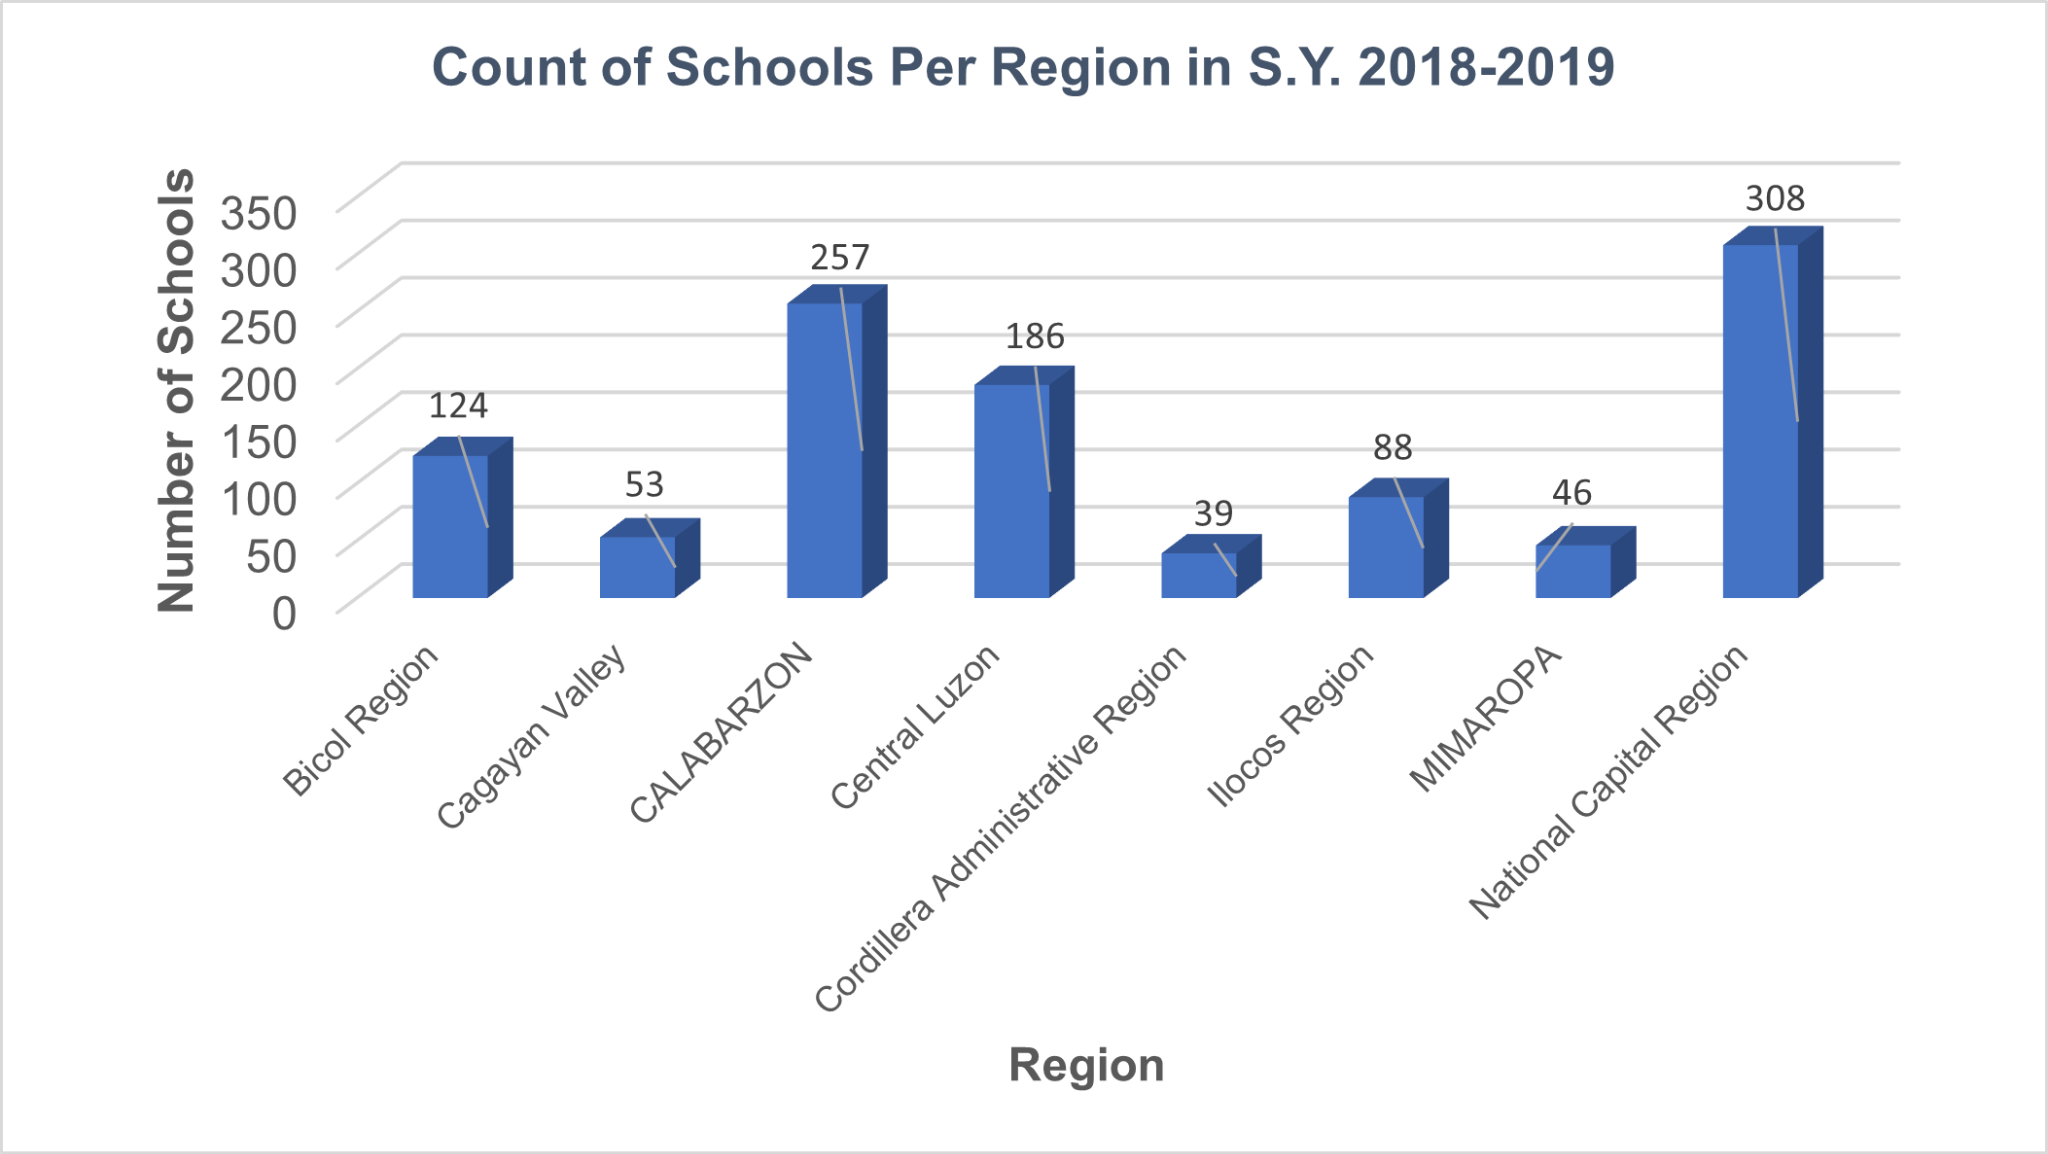 Count of Schools Per Region in S.Y. 2018-2019
Number of Schools
350
300
250
200
150
100
50
0
124
53
257
186
39
88
46
308
Bicol Region
Cagayan Valley
CALABARZON
Central Luzon
Cordillera Administrative Region
Ilocos Region
MIMAROPA
National Capital Region
Region